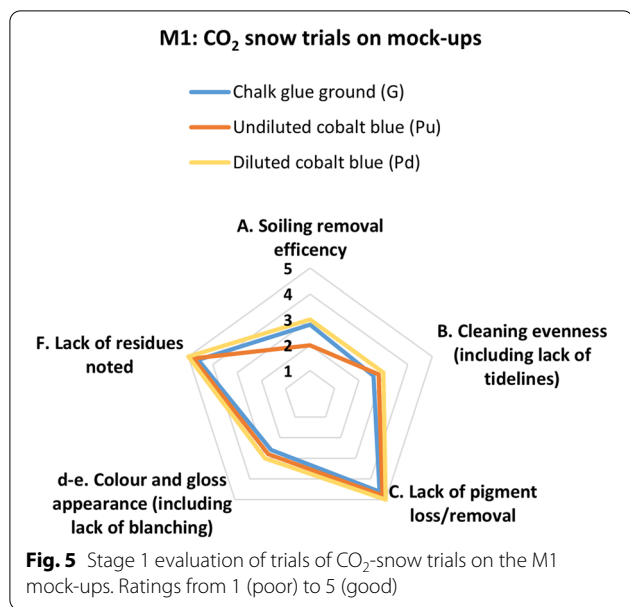 M1: CO₂ snow trials on mock-ups
Chalk glue ground (G)
Undiluted cobalt blue (Pu)
Diluted cobalt blue (Pd)
A. Soiling removal
efficency
5
4
3
2
1
B. Cleaning evenness
(including lack of
tidelines)
F. Lack of residues
noted
d-e. Colour and gloss
appearance (including
lack of blanching)
C. Lack of pigment
loss/removal
Fig. 5 Stage 1 evaluation of trials of CO₂-snow trials on the M1
mock-ups. Ratings from 1 (poor) to 5 (good)